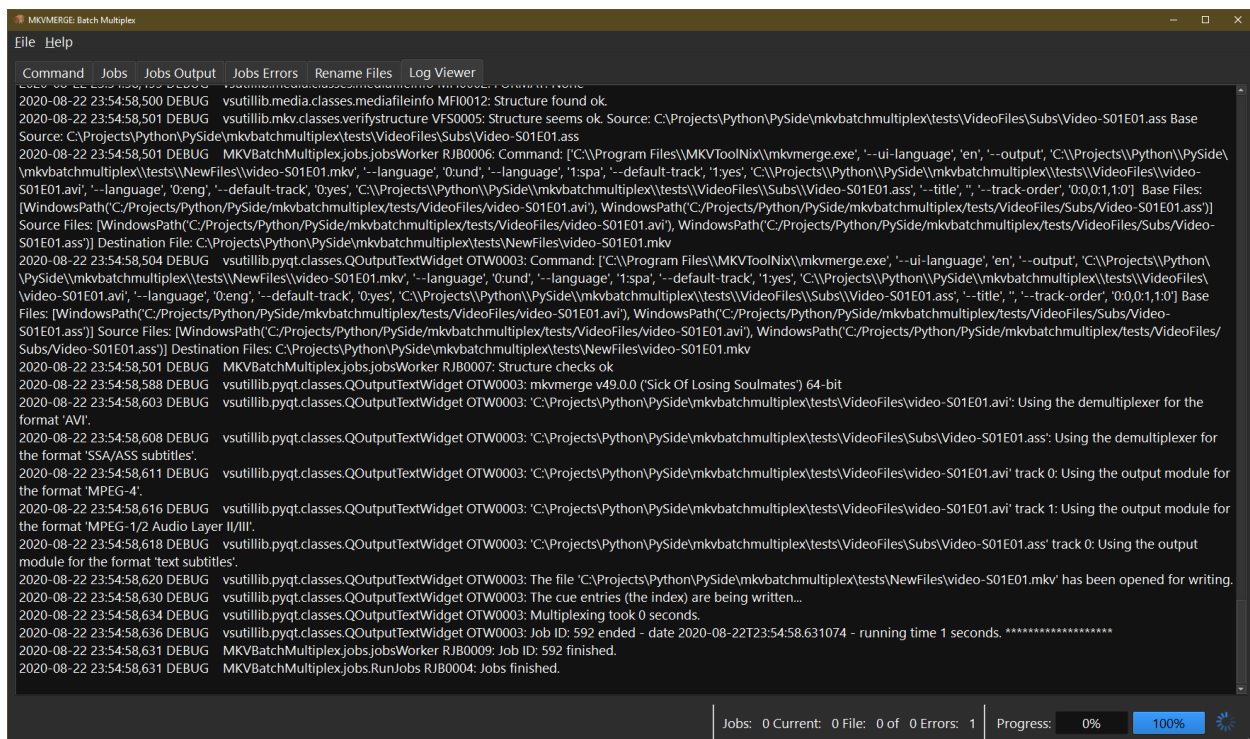 MKVMERGE: Batch Multiplex
File Help
Command Jobs Jobs Output Jobs Errors Rename Files Log Viewer
2020-08-22 23:54:58,499 DEBUG vsutillib.media.classes.mediafileinfo MFI0002: FORMAT: None
2020-08-22 23:54:58,500 DEBUG vsutillib.media.classes.mediafileinfo MFI0012: Structure found ok.
2020-08-22 23:54:58,501 DEBUG vsutillib.mkv.classes.verifystructure VFS0005: Structure seems ok. Source: C:\Projects\Python\PySide\mkvbatchmultiplex\tests\VideoFiles\Subs\Video-S01E01.ass Base
Source: C:\Projects\Python\PySide\mkvbatchmultiplex\tests\VideoFiles\Subs\Video-S01E01.ass
2020-08-22 23:54:58,501 DEBUG MKVBatchMultiplex.jobs.jobsWorker RJB0006: Command: ['C:\\Program Files\\MKVToolNix\\mkvmerge.exe', '--ui-language', 'en', '--output', 'C:\\Projects\\Python\\PySide\
\mkvbatchmultiplex\\tests\\NewFiles\\video-S01E01.mkv', '--language', '0:und', '--language', '1:spa', '--default-track', '1:yes', 'C:\\Projects\\Python\\PySide\\mkvbatchmultiplex\\tests\\VideoFiles\\video-
S01E01.avi', '--language', '0:eng', '--default-track', '0:yes', 'C:\\Projects\\Python\\PySide\\mkvbatchmultiplex\\tests\\VideoFiles\\Subs\\Video-S01E01.ass', '--title', '', '--track-order', '0:0,0:1,1:0'] Base Files:
[WindowsPath('C:/Projects/Python/PySide/mkvbatchmultiplex/tests/VideoFiles/video-S01E01.avi'), WindowsPath('C:/Projects/Python/PySide/mkvbatchmultiplex/tests/VideoFiles/Subs/Video-S01E01.ass')]
Source Files: [WindowsPath('C:/Projects/Python/PySide/mkvbatchmultiplex/tests/VideoFiles/video-S01E01.avi'), WindowsPath('C:/Projects/Python/PySide/mkvbatchmultiplex/tests/VideoFiles/Subs/Video-
S01E01.ass')] Destination File: C:\Projects\Python\PySide\mkvbatchmultiplex\tests\NewFiles\video-S01E01.mkv
2020-08-22 23:54:58,504 DEBUG vsutillib.pyqt.classes.QOutputTextWidget OTW0003: Command: ['C:\\Program Files\\MKVToolNix\\mkvmerge.exe', '--ui-language', 'en', '--output', 'C:\\Projects\\Python\
\PySide\\mkvbatchmultiplex\\tests\\NewFiles\\video-S01E01.mkv', '--language', '0:und', '--language', '1:spa', '--default-track', '1:yes', 'C:\\Projects\\Python\\PySide\\mkvbatchmultiplex\\tests\\VideoFiles\
\video-S01E01.avi', '--language', '0:eng', '--default-track', '0:yes', 'C:\\Projects\\Python\\PySide\\mkvbatchmultiplex\\tests\\VideoFiles\\Subs\\Video-S01E01.ass', '--title', '', '--track-order', '0:0,0:1,1:0'] Base
Files: [WindowsPath('C:/Projects/Python/PySide/mkvbatchmultiplex/tests/VideoFiles/video-S01E01.avi'), WindowsPath('C:/Projects/Python/PySide/mkvbatchmultiplex/tests/VideoFiles/Subs/Video-
S01E01.ass')] Source Files: [WindowsPath('C:/Projects/Python/PySide/mkvbatchmultiplex/tests/VideoFiles/video-S01E01.avi'), WindowsPath('C:/Projects/Python/PySide/mkvbatchmultiplex/tests/VideoFiles/
Subs/Video-S01E01.ass')] Destination Files: C:\Projects\Python\PySide\mkvbatchmultiplex\tests\NewFiles\video-S01E01.mkv
2020-08-22 23:54:58,501 DEBUG MKVBatchMultiplex.jobs.jobsWorker RJB0007: Structure checks ok
2020-08-22 23:54:58,588 DEBUG vsutillib.pyqt.classes.QOutputTextWidget OTW0003: mkvmerge v49.0.0 ('Sick Of Losing Soulmates') 64-bit
2020-08-22 23:54:58,603 DEBUG vsutillib.pyqt.classes.QOutputTextWidget OTW0003: 'C:\Projects\Python\PySide\mkvbatchmultiplex\tests\VideoFiles\video-S01E01.avi': Using the demultiplexer for the
format 'AVI'.
2020-08-22 23:54:58,608 DEBUG vsutillib.pyqt.classes.QOutputTextWidget OTW0003: 'C:\Projects\Python\PySide\mkvbatchmultiplex\tests\VideoFiles\Subs\Video-S01E01.ass': Using the demultiplexer for
the format 'SSA/ASS subtitles'.
2020-08-22 23:54:58,611 DEBUG vsutillib.pyqt.classes.QOutputTextWidget OTW0003: 'C:\Projects\Python\PySide\mkvbatchmultiplex\tests\VideoFiles\video-S01E01.avi' track 0: Using the output module for
the format 'MPEG-4'.
2020-08-22 23:54:58,616 DEBUG vsutillib.pyqt.classes.QOutputTextWidget OTW0003: 'C:\Projects\Python\PySide\mkvbatchmultiplex\tests\VideoFiles\video-S01E01.avi' track 1: Using the output module for
the format 'MPEG-1/2 Audio Layer II/III'.
2020-08-22 23:54:58,618 DEBUG vsutillib.pyqt.classes.QOutputTextWidget OTW0003: 'C:\Projects\Python\PySide\mkvbatchmultiplex\tests\VideoFiles\Subs\Video-S01E01.ass' track 0: Using the output
module for the format 'text subtitles'.
2020-08-22 23:54:58,620 DEBUG vsutillib.pyqt.classes.QOutputTextWidget OTW0003: The file 'C:\Projects\Python\PySide\mkvbatchmultiplex\tests\NewFiles\video-S01E01.mkv' has been opened for writing.
2020-08-22 23:54:58,630 DEBUG vsutillib.pyqt.classes.QOutputTextWidget OTW0003: The cue entries (the index) are being written...
2020-08-22 23:54:58,634 DEBUG vsutillib.pyqt.classes.QOutputTextWidget OTW0003: Multiplexing took 0 seconds.
2020-08-22 23:54:58,636 DEBUG vsutillib.pyqt.classes.QOutputTextWidget OTW0003: Job ID: 592 ended - date 2020-08-22T23:54:58.631074 - running time 1 seconds. *******************
2020-08-22 23:54:58,631 DEBUG MKVBatchMultiplex.jobs.jobsWorker RJB0009: Job ID: 592 finished.
2020-08-22 23:54:58,631 DEBUG MKVBatchMultiplex.jobs.RunJobs RJB0004: Jobs finished.
Jobs: 0 Current: 0 File: 0 of 0 Errors: 1 Progress: 0% 100%